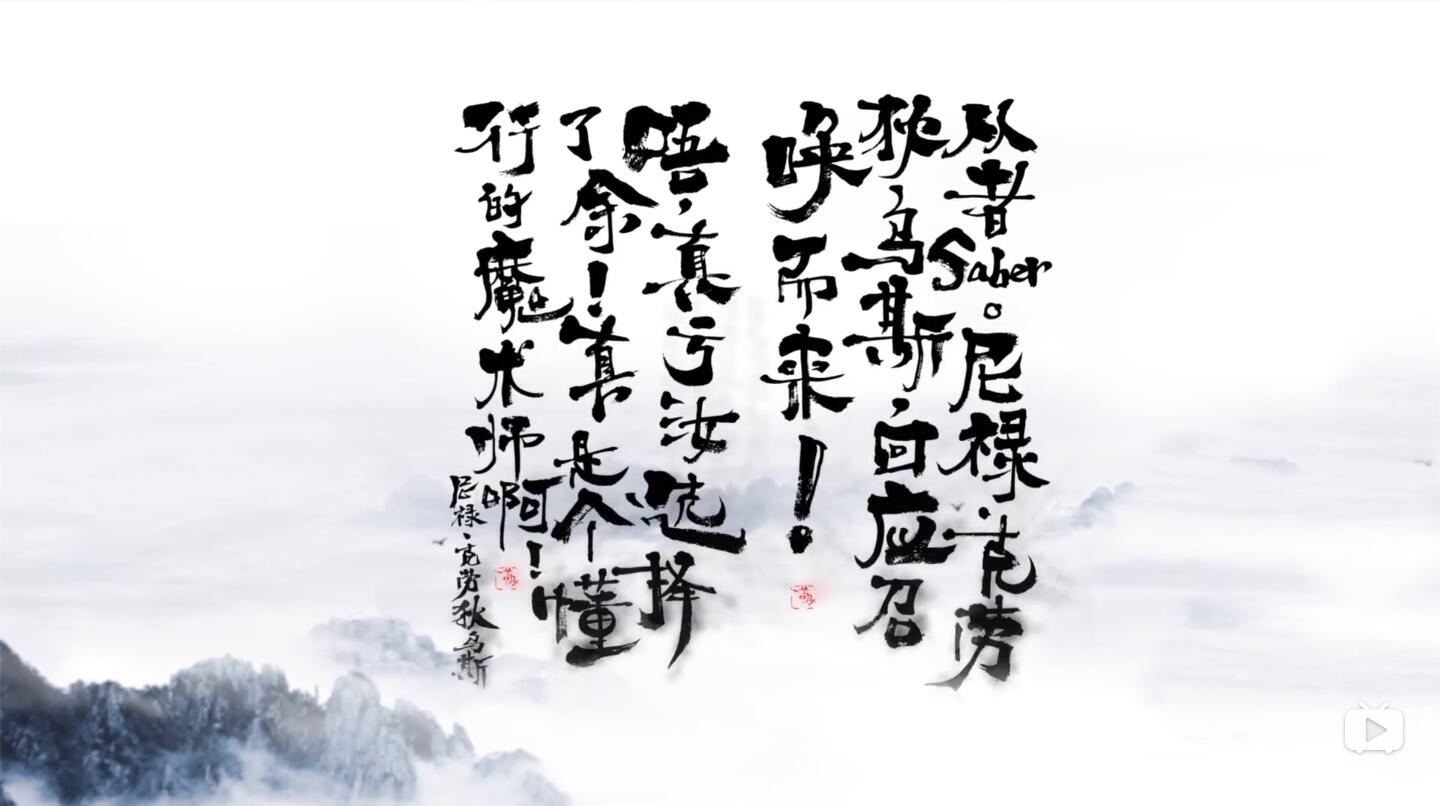 从者Saber。尼禄·克劳
狄乌斯，回应召
唤而来！
唔，真亏汝选择
了余！真是个懂
行的魔术师啊！
尼禄·克劳狄乌斯